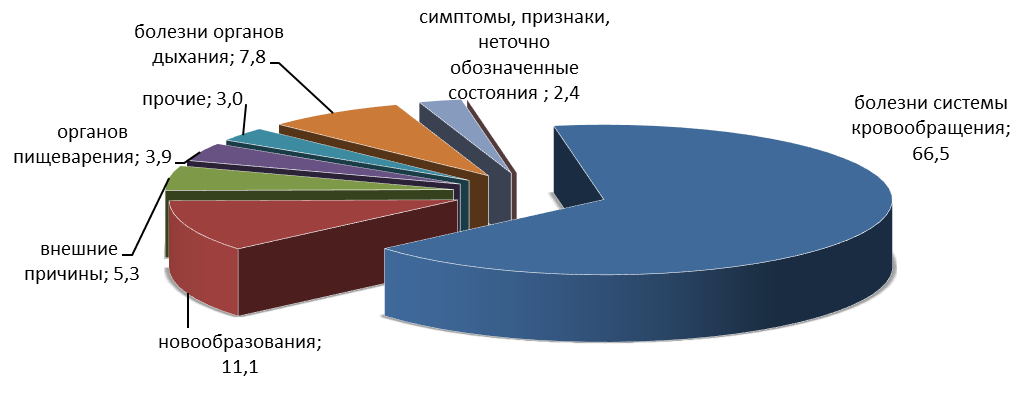 симптомы, признаки,
неточно
обозначенные
состояния ; 2,4
болезни органов
дыхания; 7,8
прочие; 3,0
органов
пищеварения; 3,9
внешние
причины; 5,3
новообразования;
11,1
болезни системы
кровообращения;
66,5